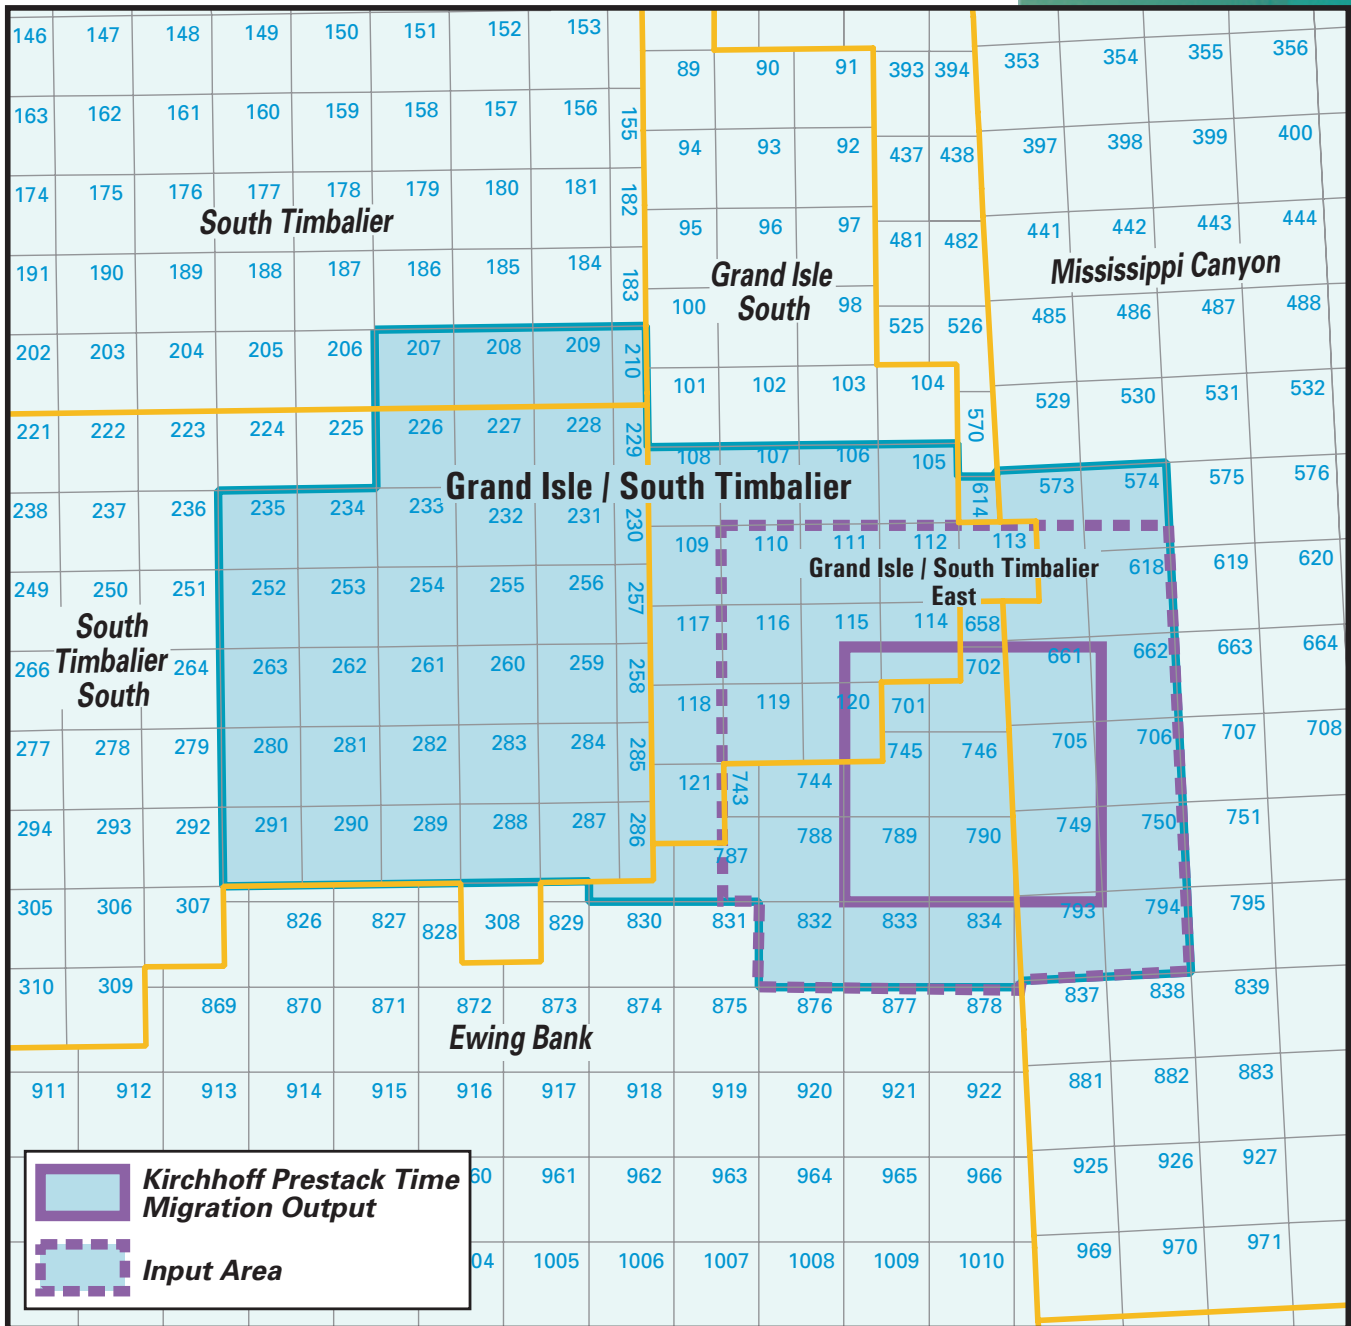 146 147 148 149 150 151 152 153
89 90 91 393 394 353 354 355 356
163 162 161 160 159 158 157 156 155
94 93 92 437 438 397 398 399 400
174 175 176 177 178 179 180 181 182
South Timbalier
95 96 97 481 482 441 442 443 444
191 190 189 188 187 186 185 184 183
Grand Isle
South
Mississippi Canyon
100 98 525 526 485 486 487 488
202 203 204 205 206 207 208 209 210
101 102 103 104 570 529 530 531 532
221 222 223 224 225 226 227 228 229
108 107 106 105 614 573 574 575 576
Grand Isle / South Timbalier
238 237 236 235 234 233 232 231 230
109 110 111 112 113 618 619 620
Grand Isle / South Timbalier
East
249 250 251 252 253 254 255 256 257
117 116 115 114 658 661 662 663 664
South
Timbalier
South
266 264 263 262 261 260 259 258
118 119 120 701 702 705 706 707 708
277 278 279 280 281 282 283 284 285
121 743 744 745 746 749 750 751
294 293 292 291 290 289 288 287 286
787 788 789 790 793 794 795
305 306 307 826 827 828 308 829 830 831 832 833 834
310 309 869 870 871 872 873 874 875 876 877 878 837 838 839
Ewing Bank
911 912 913 914 915 916 917 918 919 920 921 922 881 882 883
60 961 962 963 964 965 966 925 926 927
04 1005 1006 1007 1008 1009 1010 969 970 971
Kirchhoff Prestack Time
Migration Output
Input Area